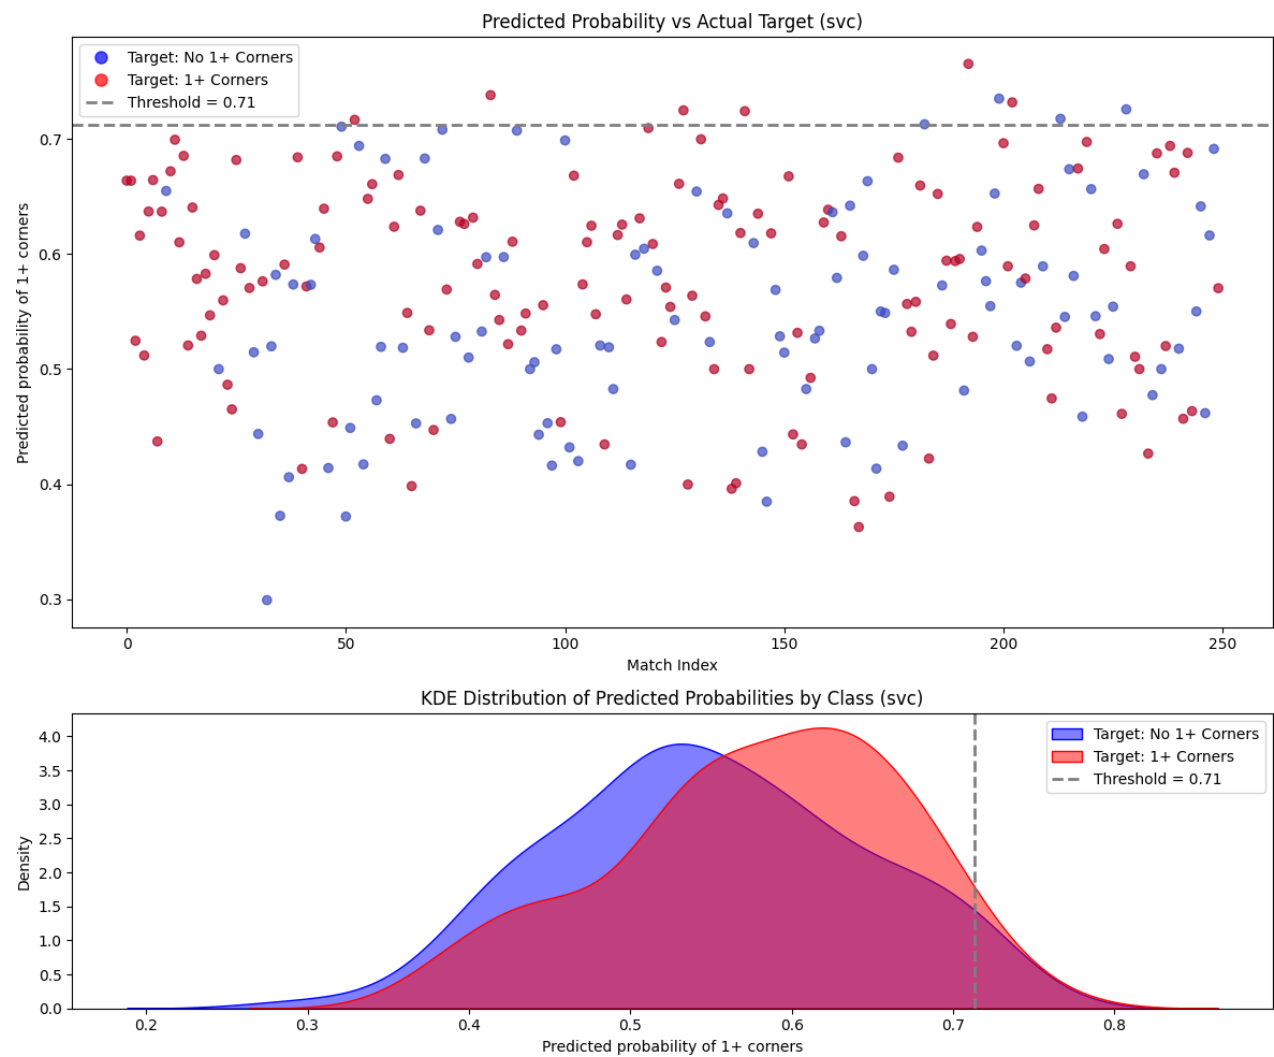 Predicted Probability vs Actual Target (svc)
Target: No 1+ Corners
Target: 1+ Corners
Threshold = 0.71
0.7
0.6
0.5
0.4
0.3
Predicted probability of 1+ corners
0
50
100
150
200
250
Match Index
KDE Distribution of Predicted Probabilities by Class (svc)
Target: No 1+ Corners
Target: 1+ Corners
Threshold = 0.71
4.0
3.5
3.0
2.5
2.0
1.5
1.0
0.5
0.0
Density
0.2
0.3
0.4
0.5
0.6
0.7
0.8
Predicted probability of 1+ corners